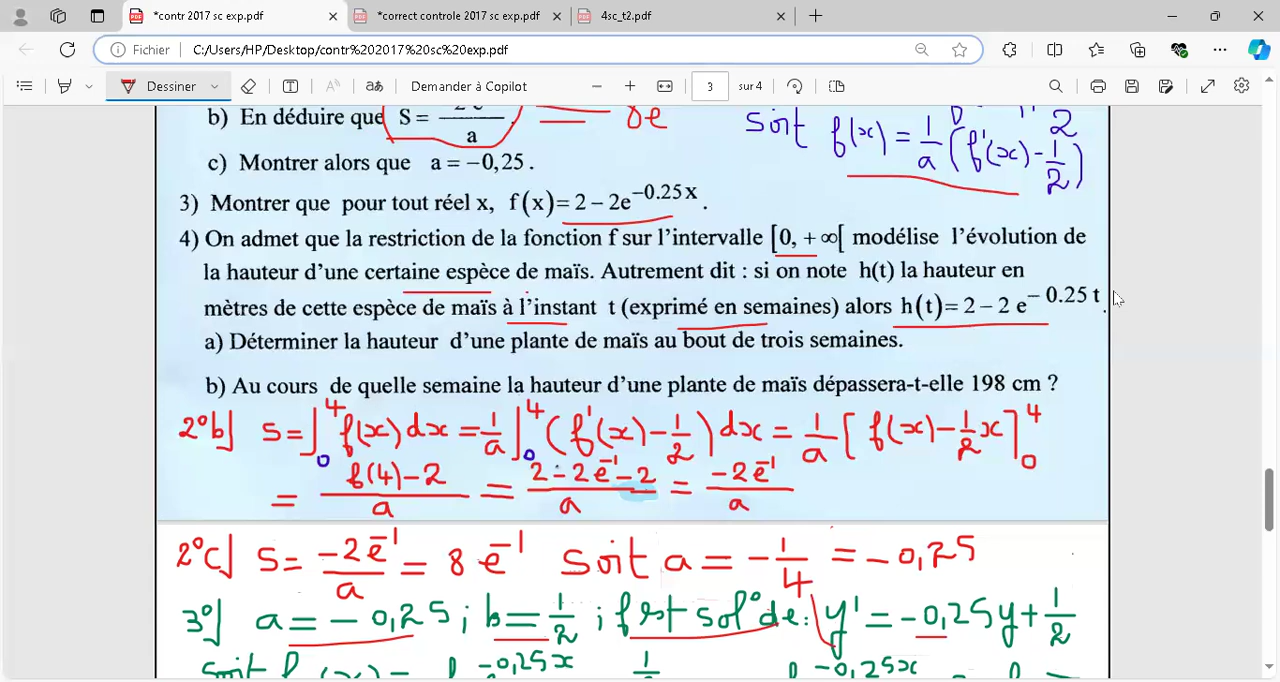 *contr 2017 sc exp.pdf *correct controle 2017 sc exp.pdf 4sc_t2.pdf
Fichier C:/Users/HP/Desktop/contr%202017%20sc%20exp.pdf
Dessiner Demander à Copilot 3 sur 4
b) En déduire que S = a 8e
soit f(x) = 1/a (f'(x) - 1/2)
c) Montrer alors que a = −0,25 .
3) Montrer que pour tout réel x, f(x) = 2 − 2e^−0.25x .
4) On admet que la restriction de la fonction f sur l'intervalle [0, +∞[ modélise l'évolution de
la hauteur d'une certaine espèce de maïs. Autrement dit : si on note h(t) la hauteur en
mètres de cette espèce de maïs à l'instant t (exprimé en semaines) alors h(t) = 2 − 2 e^− 0.25 t .
a) Déterminer la hauteur d'une plante de maïs au bout de trois semaines.
b) Au cours de quelle semaine la hauteur d'une plante de maïs dépassera-t-elle 198 cm ?
2°b] S = ∫₀⁴ f(x) dx = 1/a ∫₀⁴ (f'(x) - 1/2) dx = 1/a [f(x) - 1/2 x]₀⁴
= (f(4) - 2)/a = (2 - 2e⁻¹ - 2)/a = (-2e⁻¹)/a
2°c] S = (-2e⁻¹)/a = 8e⁻¹ soit a = -1/4 = -0,25
3°] a = -0,25 ; b = 1/2 ; f est sol° de: y' = -0,25y + 1/2